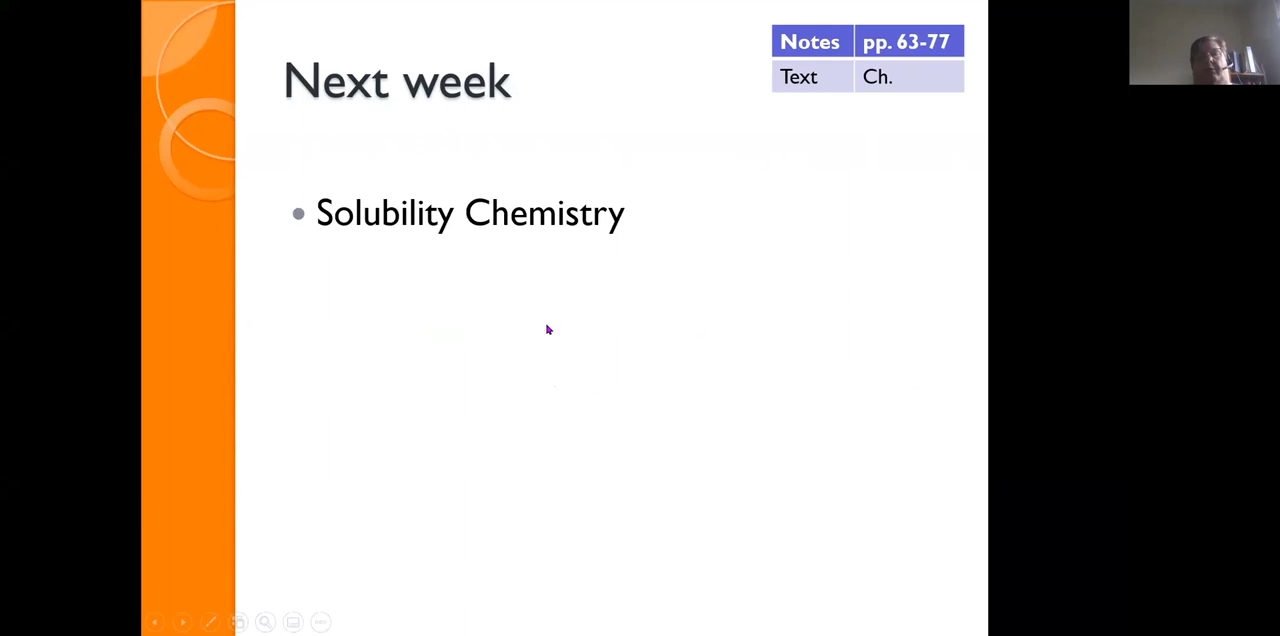 Next week
Notes pp. 63-77
Text Ch.
• Solubility Chemistry